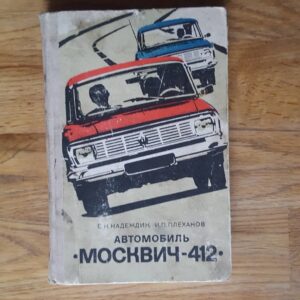 Е. Н. НАДЕЖДИН, И. П. ПЛЕХАНОВ
АВТОМОБИЛЬ
•МОСКВИЧ-412•